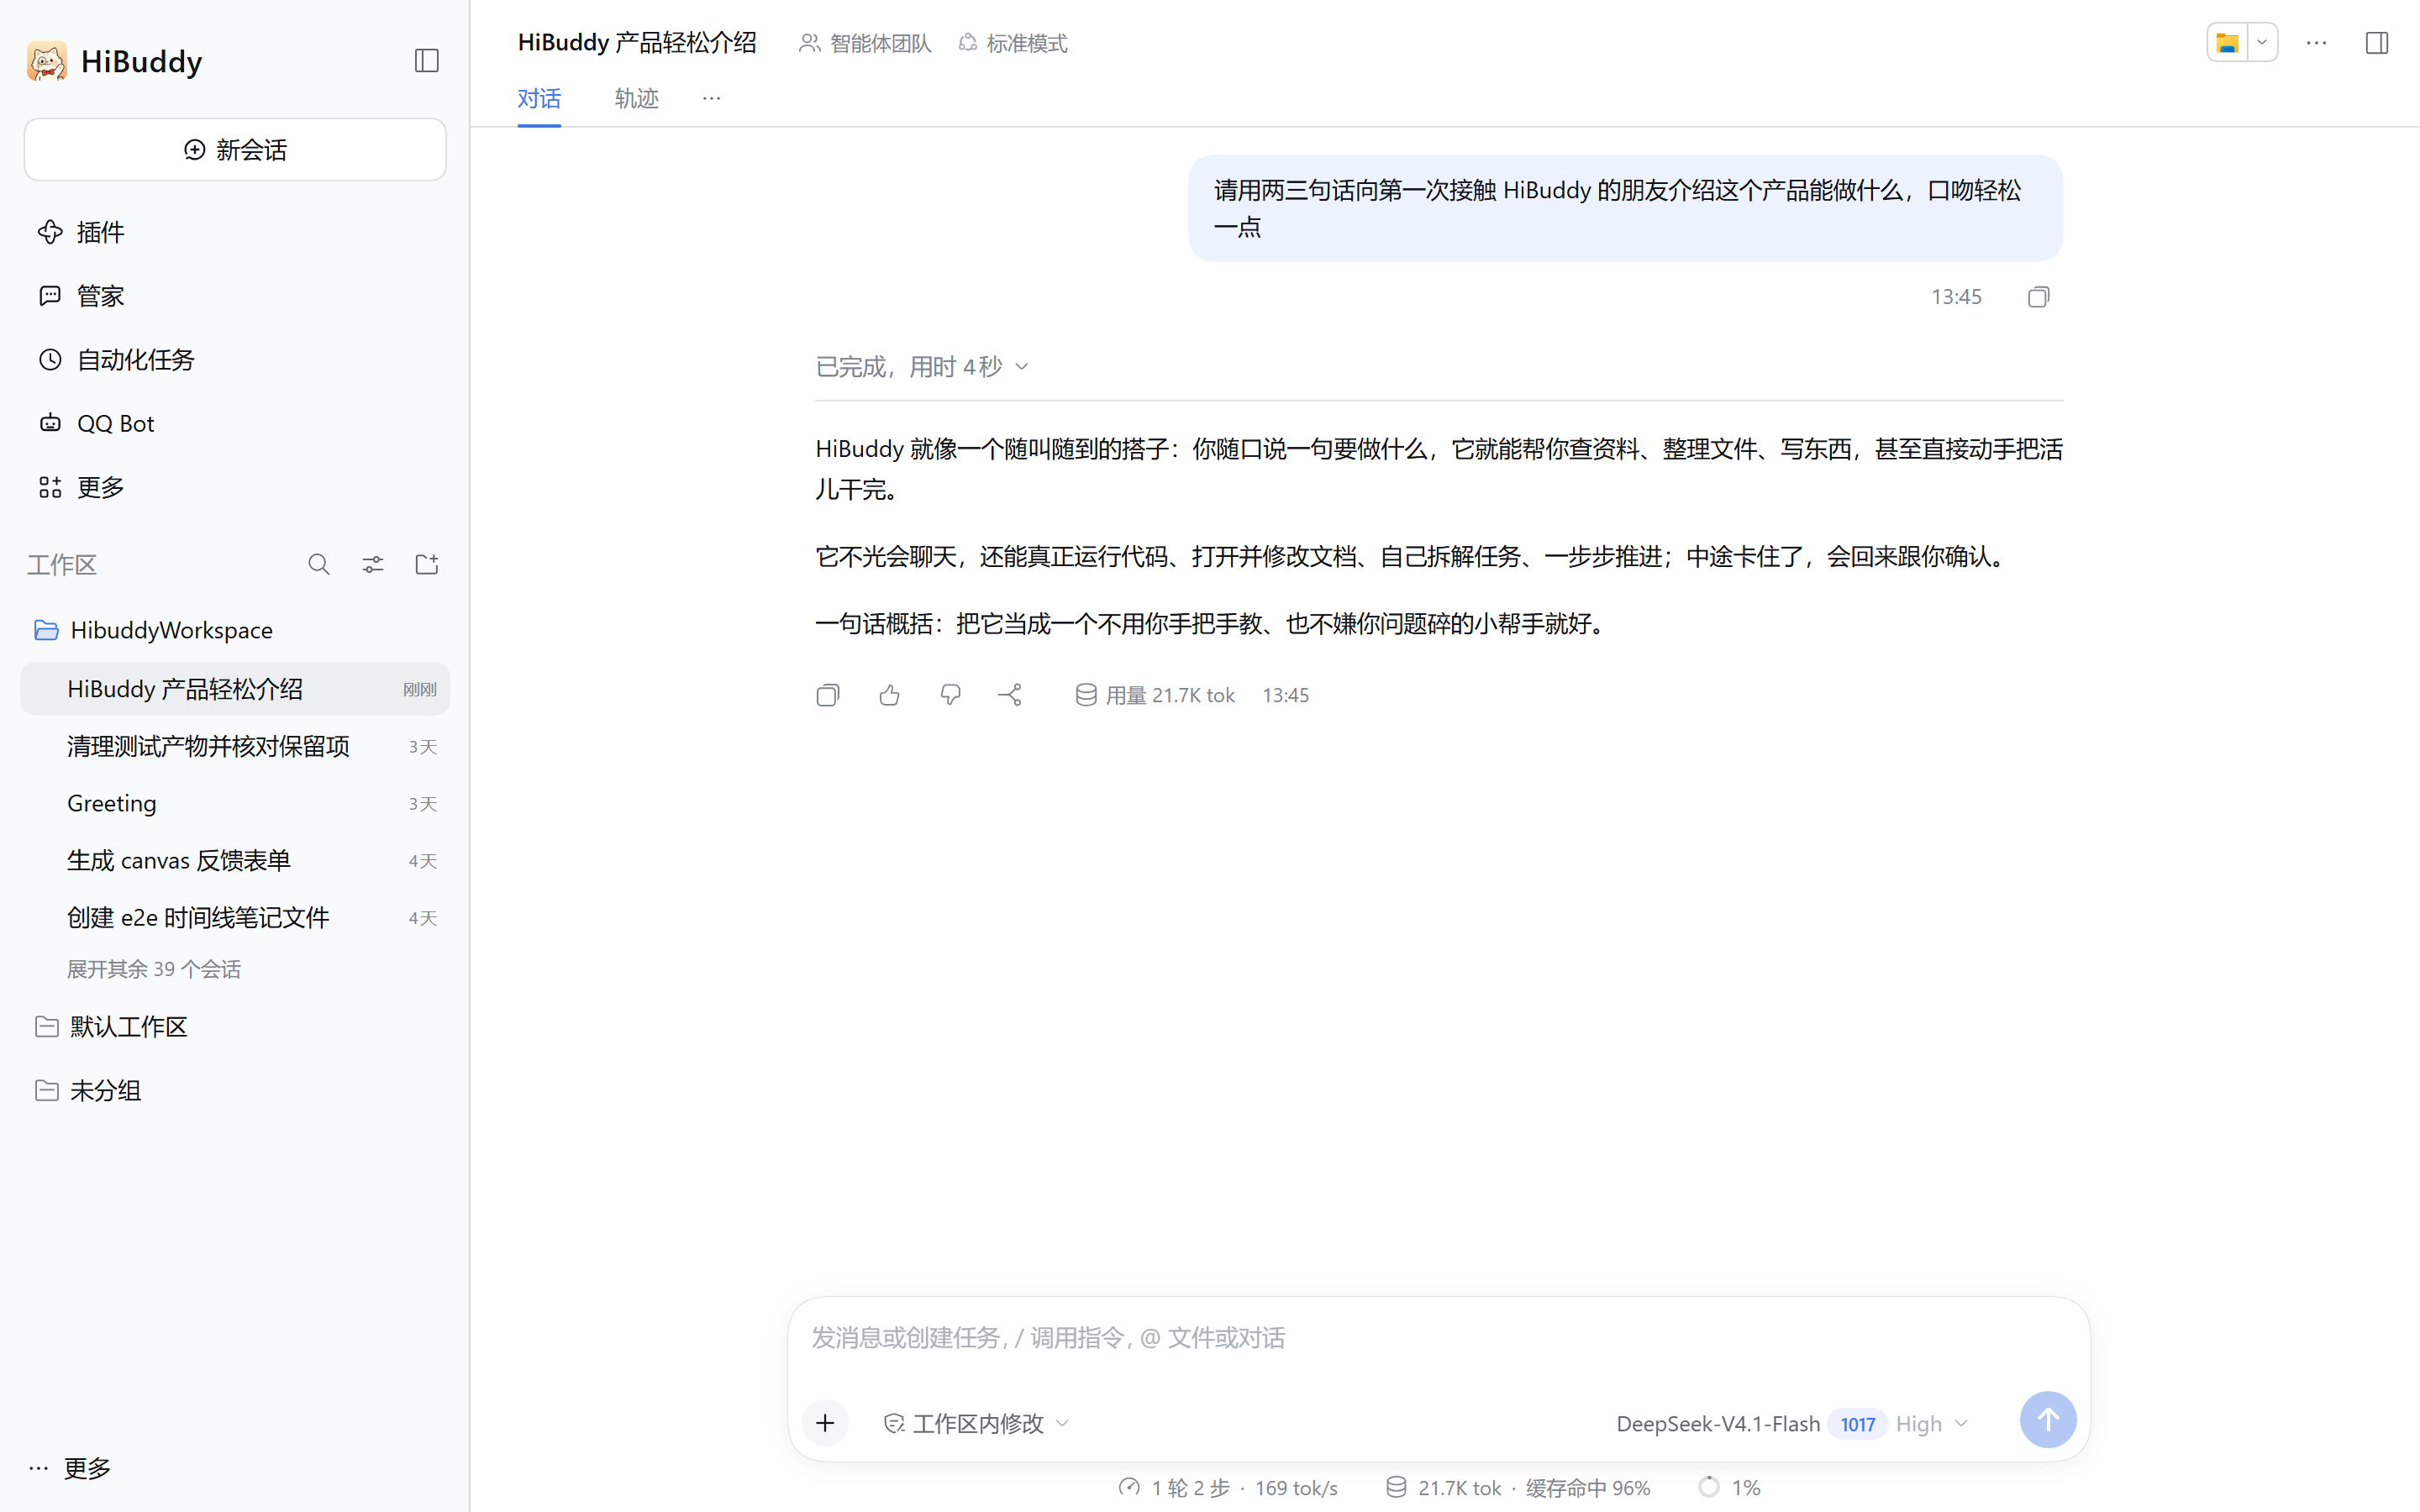 HiBuddy
新会话
插件
管家
自动化任务
QQ Bot
更多
工作区
HibuddyWorkspace
HiBuddy 产品轻松介绍 刚刚
清理测试产物并核对保留项 3天
Greeting 3天
生成 canvas 反馈表单 4天
创建 e2e 时间线笔记文件 4天
展开其余 39 个会话
默认工作区
未分组
··· 更多
HiBuddy 产品轻松介绍 智能体团队 标准模式
对话 轨迹 ···
请用两三句话向第一次接触 HiBuddy 的朋友介绍这个产品能做什么，口吻轻松
一点
13:45
已完成，用时 4秒
HiBuddy 就像一个随叫随到的搭子：你随口说一句要做什么，它就能帮你查资料、整理文件、写东西，甚至直接动手把活
儿干完。
它不光会聊天，还能真正运行代码、打开并修改文档、自己拆解任务、一步步推进；中途卡住了，会回来跟你确认。
一句话概括：把它当成一个不用你手把手教、也不嫌你问题碎的小帮手就好。
用量 21.7K tok 13:45
发消息或创建任务, / 调用指令, @ 文件或对话
工作区内修改 DeepSeek-V4.1-Flash 1017 High
1 轮 2 步 · 169 tok/s 21.7K tok · 缓存命中 96% 1%